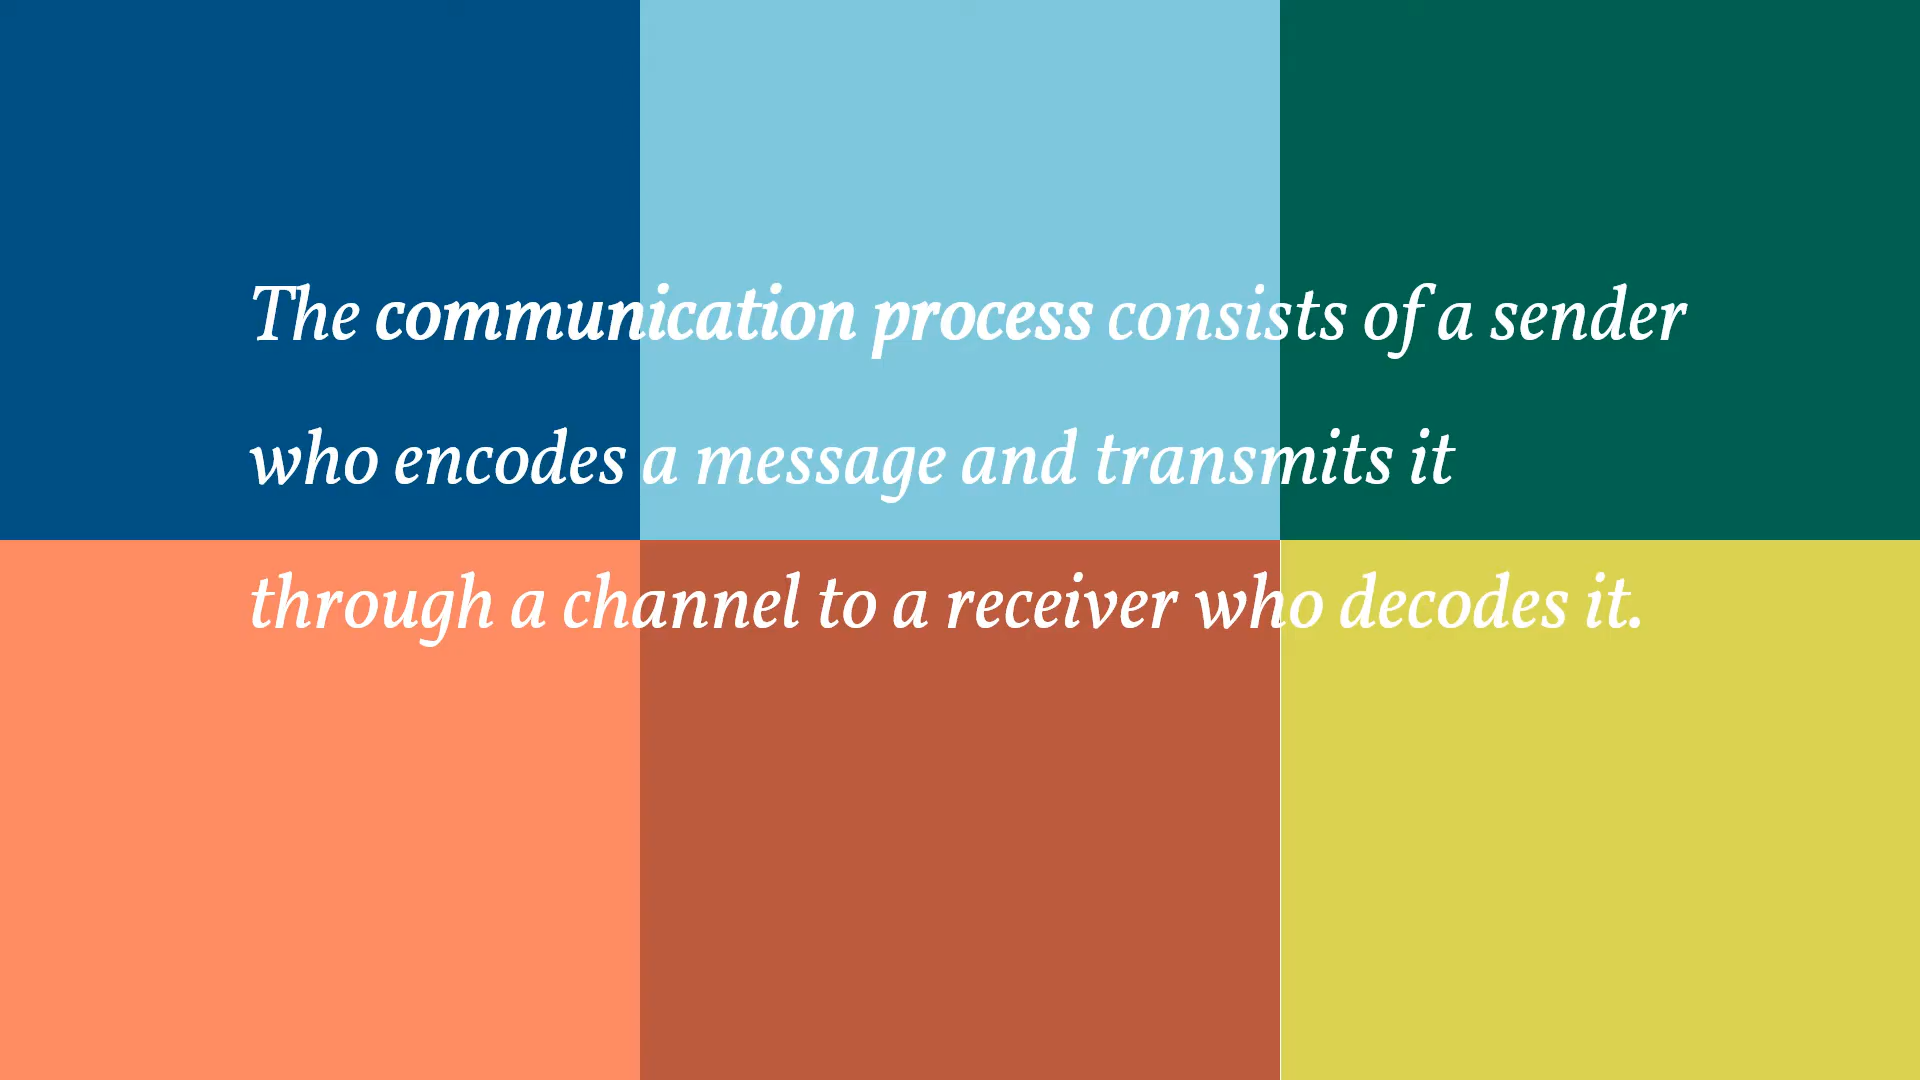 The communication process consists of a sender
who encodes a message and transmits it
through a channel to a receiver who decodes it.